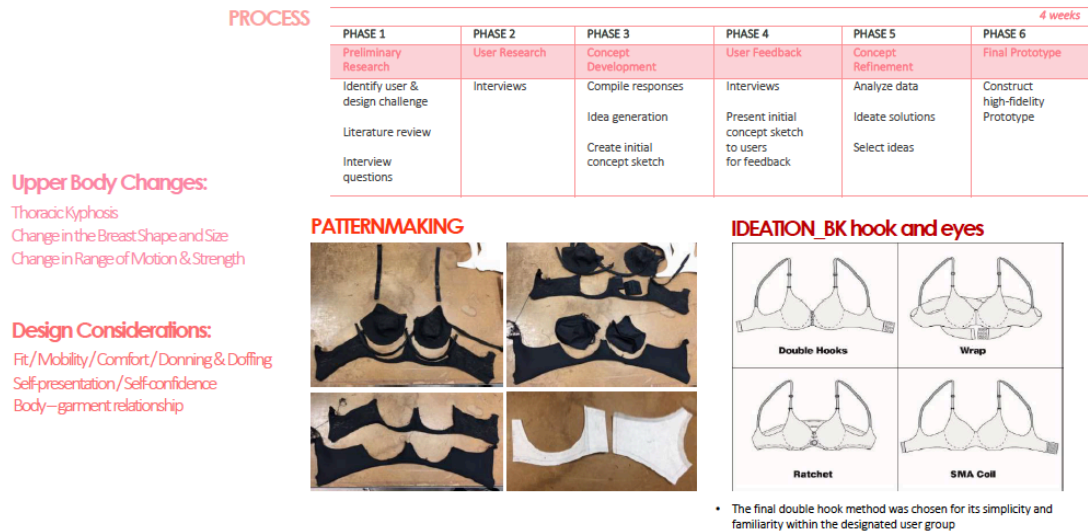 PROCESS
4 weeks
PHASE 1
PHASE 2
PHASE 3
PHASE 4
PHASE 5
PHASE 6
Preliminary
Research
User Research
Concept
Development
User Feedback
Concept
Refinement
Final Prototype
Identify user &
design challenge
Literature review
Interview
questions
Interviews
Compile responses
Idea generation
Create initial
concept sketch
Interviews
Present initial
concept sketch
to users
for feedback
Analyze data
Ideate solutions
Select ideas
Construct
high-fidelity
Prototype
Upper Body Changes:
Thoracic Kyphosis
Change in the Breast Shape and Size
Change in Range of Motion & Strength
Design Considerations:
Fit / Mobility / Comfort / Donning & Doffing
Self-presentation / Self-confidence
Body – garment relationship
PATTERNMAKING
IDEATION_BK hook and eyes
Double Hooks
Wrap
Ratchet
SMA Coil
• The final double hook method was chosen for its simplicity and
familiarity within the designated user group